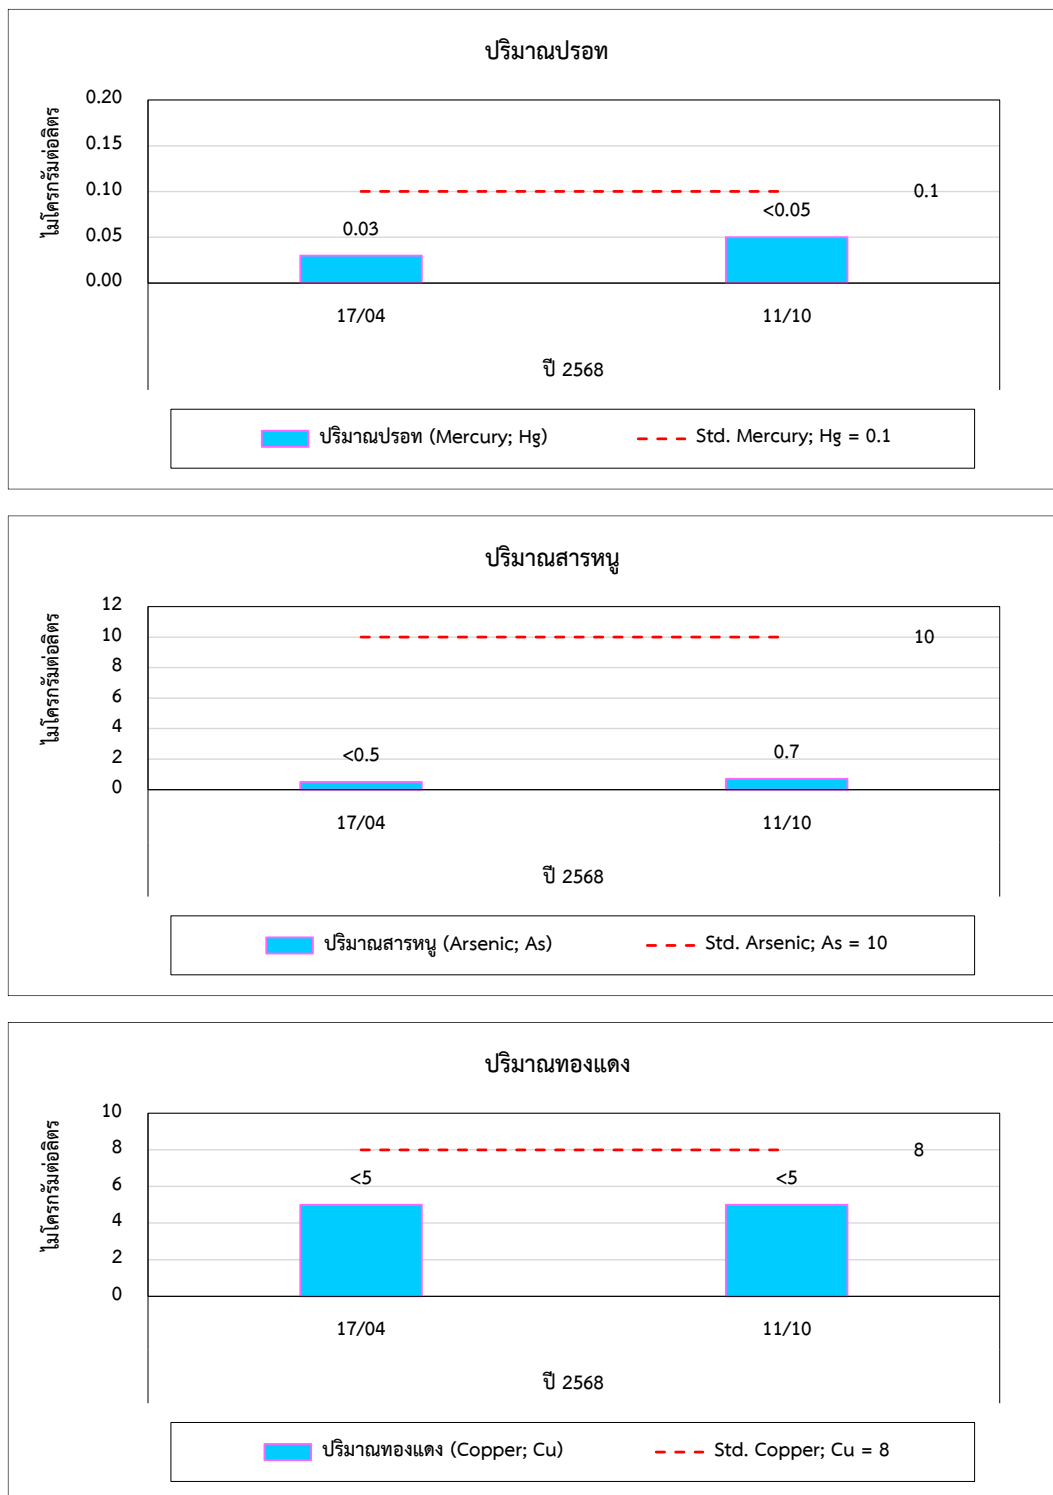 ปริมาณปรอท
ไมโครกรัมต่อลิตร
0.20
0.15
0.10
0.05
0.00
0.03
<0.05
0.1
17/04
11/10
ปี 2568
ปริมาณปรอท (Mercury; Hg)
Std. Mercury; Hg = 0.1
ปริมาณสารหนู
ไมโครกรัมต่อลิตร
12
10
8
6
4
2
0
<0.5
0.7
10
17/04
11/10
ปี 2568
ปริมาณสารหนู (Arsenic; As)
Std. Arsenic; As = 10
ปริมาณทองแดง
ไมโครกรัมต่อลิตร
10
8
6
4
2
0
<5
<5
8
17/04
11/10
ปี 2568
ปริมาณทองแดง (Copper; Cu)
Std. Copper; Cu = 8